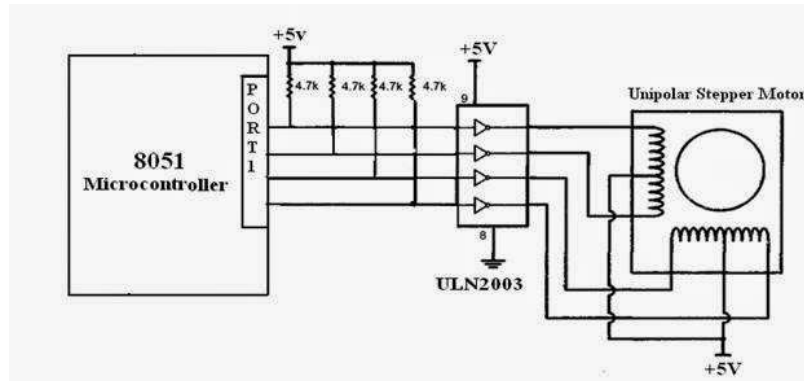 +5v
+5V
4.7k 4.7k 4.7k 4.7k
9
Unipolar Stepper Motor
PORT1
8051
Microcontroller
8
ULN2003
+5V